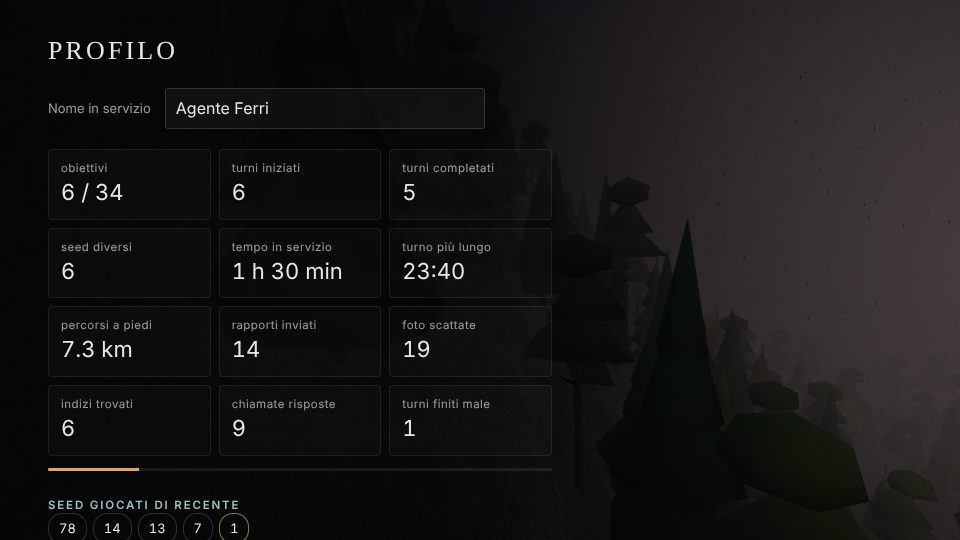 PROFILO
Nome in servizio Agente Ferri
obiettivi turni iniziati turni completati
6 / 34 6 5
seed diversi tempo in servizio turno più lungo
6 1 h 30 min 23:40
percorsi a piedi rapporti inviati foto scattate
7.3 km 14 19
indizi trovati chiamate risposte turni finiti male
6 9 1
SEED GIOCATI DI RECENTE
78 14 13 7 1